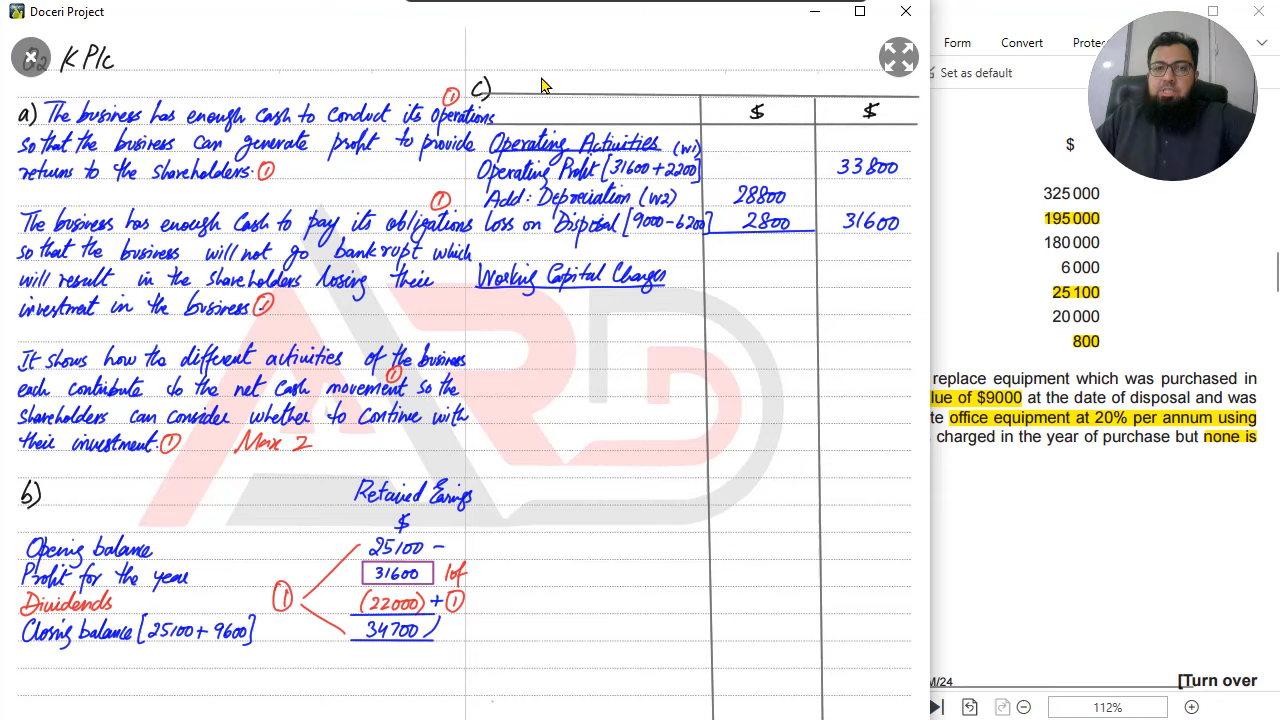 Doceri Project
Q2 K Plc
a) The business has enough cash to conduct its operations ①
so that the business can generate profit to provide
returns to the shareholders. ①
The business has enough cash to pay its obligations ①
so that the business will not go bankrupt which
will result in the shareholders losing their
investment in the business ①
It shows how the different activities of the business
each contribute to the net cash movement ① so the
shareholders can consider whether to continue with
their investment. ① Max 2
b) Retained Earnings
$
Opening balance 25100 -
Profit for the year 31600 1of
Dividends ① (22000) + ①
Closing balance [25100 + 9600] 34700
c)
$ $
Operating Activities (W1)
Operating Profit [31600 + 2200] 33800
Add: Depreciation (W2) 28800
Loss on Disposal [9000 - 6200] 2800 31600
Working Capital Changes
ARD
Form Convert Protec
Set as default
$
325 000
195 000
180 000
6 000
25 100
20 000
800
replace equipment which was purchased in
lue of $9000 at the date of disposal and was
te office equipment at 20% per annum using
charged in the year of purchase but none is
M/24 [Turn over
112%